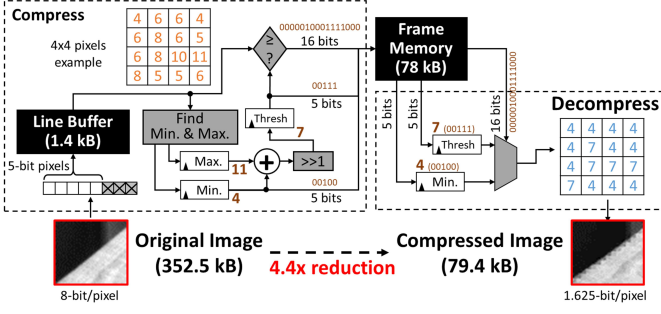 Compress
4x4 pixels
example
4 6 6 4
6 8 6 5
6 8 10 11
8 5 5 6
≥
?
0000010001111000
16 bits
00111
5 bits
Frame
Memory
(78 kB)
Line Buffer
(1.4 kB)
5-bit pixels
Find
Min. & Max.
Thresh
7
Max.
11
+
>>1
Min.
4
00100
5 bits
Decompress
5 bits
5 bits
16 bits
0000010001111000
7 (00111)
Thresh
4 (00100)
Min.
4 4 4 4
4 7 4 4
4 7 7 7
7 4 4 4
Original Image
(352.5 kB)
4.4x reduction
Compressed Image
(79.4 kB)
8-bit/pixel
1.625-bit/pixel